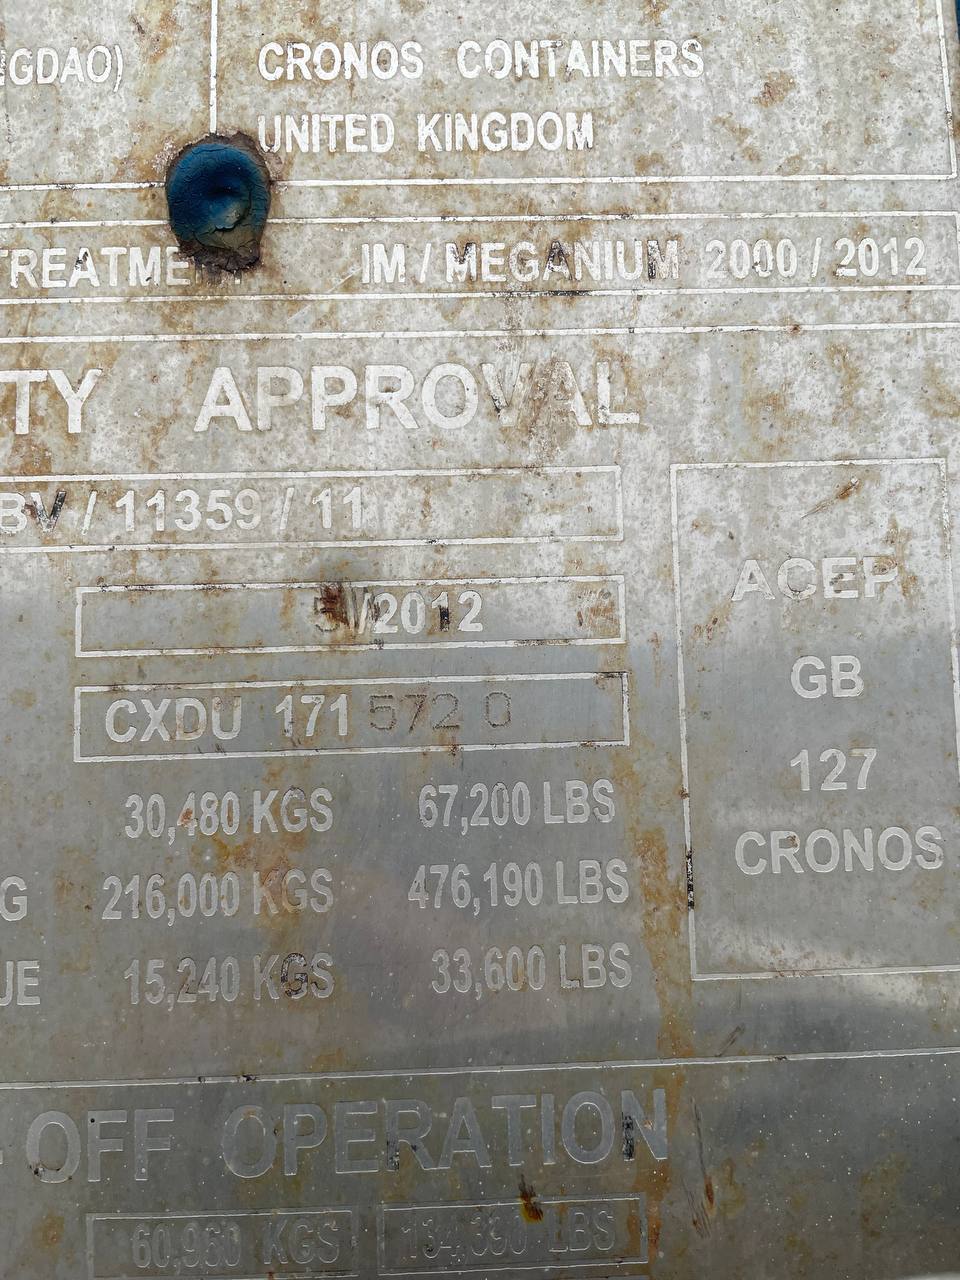 GDAO)
CRONOS CONTAINERS
UNITED KINGDOM
TREATMENT IM / MEGANIUM 2000 / 2012
TY APPROVAL
BV / 11359 / 11
/2012
CXDU 171 572 0
30,480 KGS 67,200 LBS
G 216,000 KGS 476,190 LBS
UE 15,240 KGS 33,600 LBS
ACEP
GB
127
CRONOS
- OFF OPERATION
60,960 KGS LBS